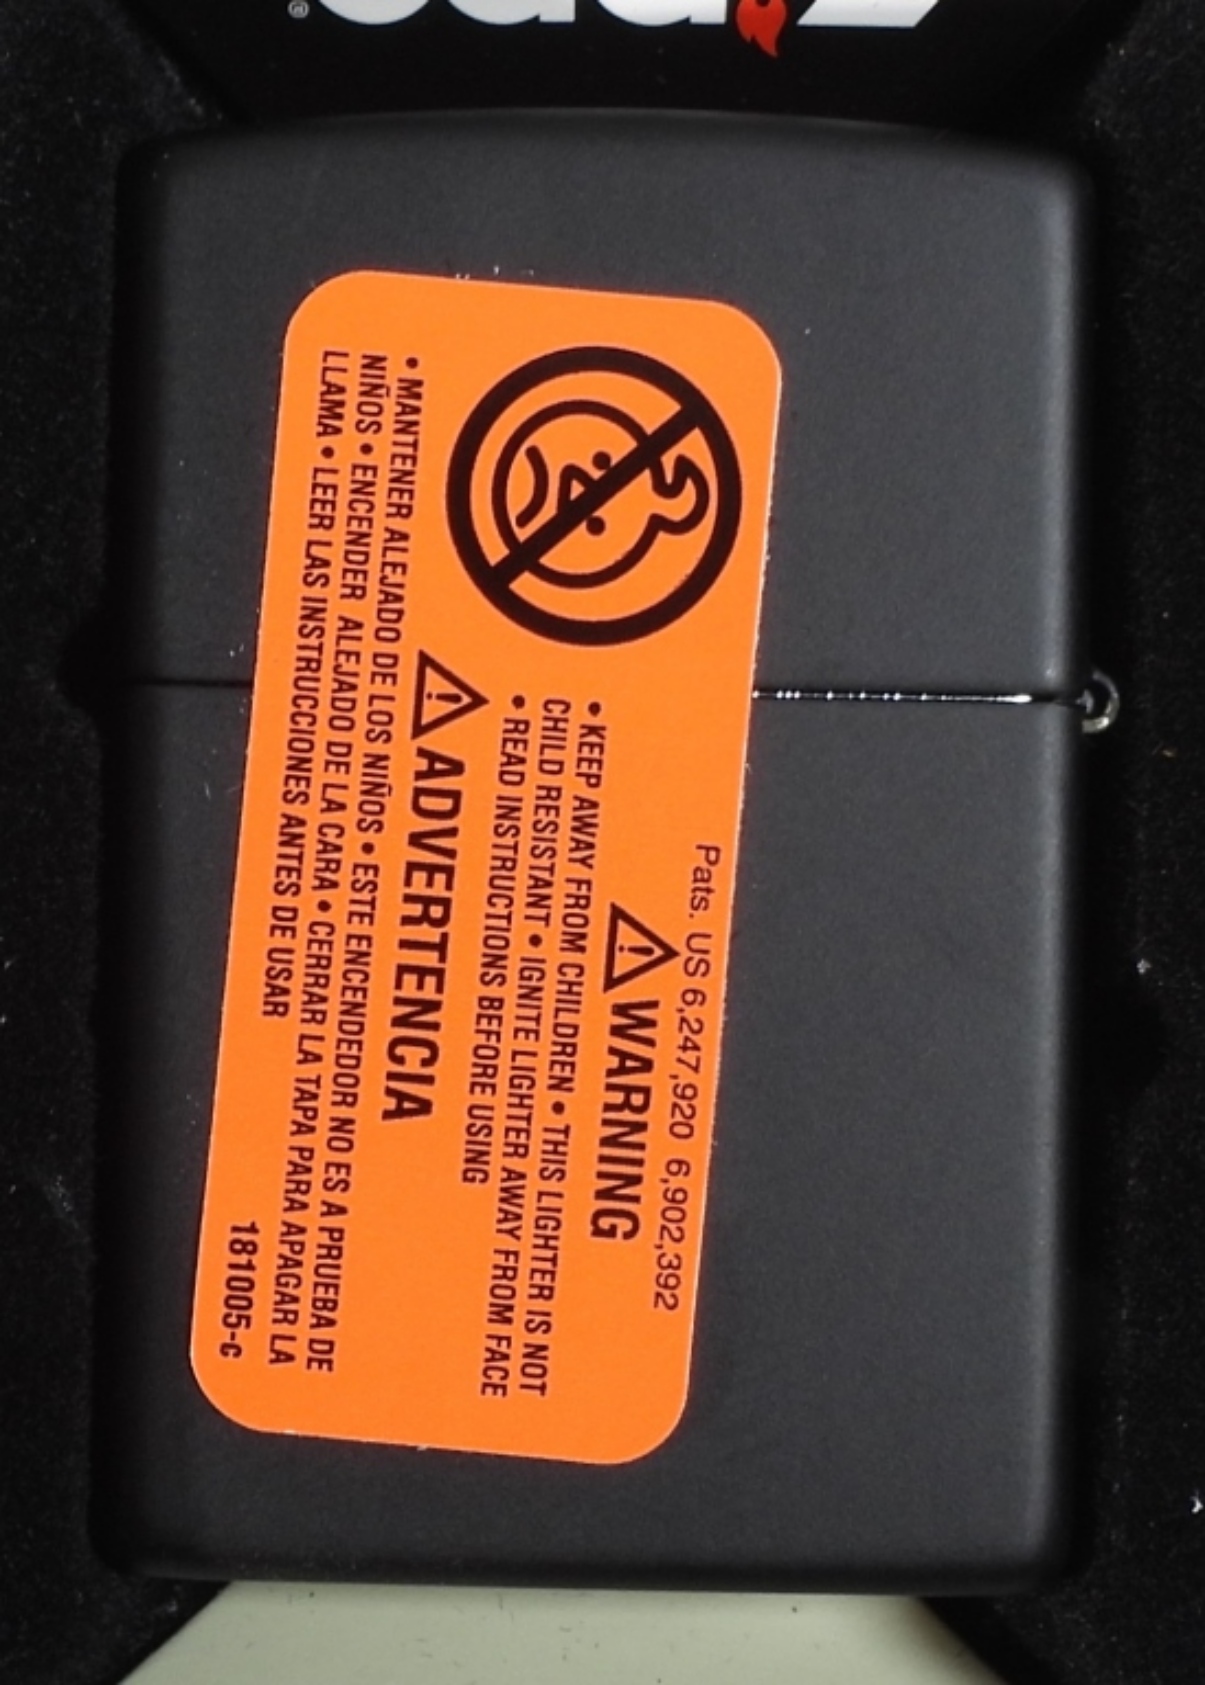 Pats. US 6,247,920 6,902,392
WARNING
• KEEP AWAY FROM CHILDREN • THIS LIGHTER IS NOT
CHILD RESISTANT • IGNITE LIGHTER AWAY FROM FACE
• READ INSTRUCTIONS BEFORE USING
ADVERTENCIA
• MANTENER ALEJADO DE LOS NIÑOS • ESTE ENCENDEDOR NO ES A PRUEBA DE
NIÑOS • ENCENDER ALEJADO DE LA CARA • CERRAR LA TAPA PARA APAGAR LA
LLAMA • LEER LAS INSTRUCCIONES ANTES DE USAR
181005-c